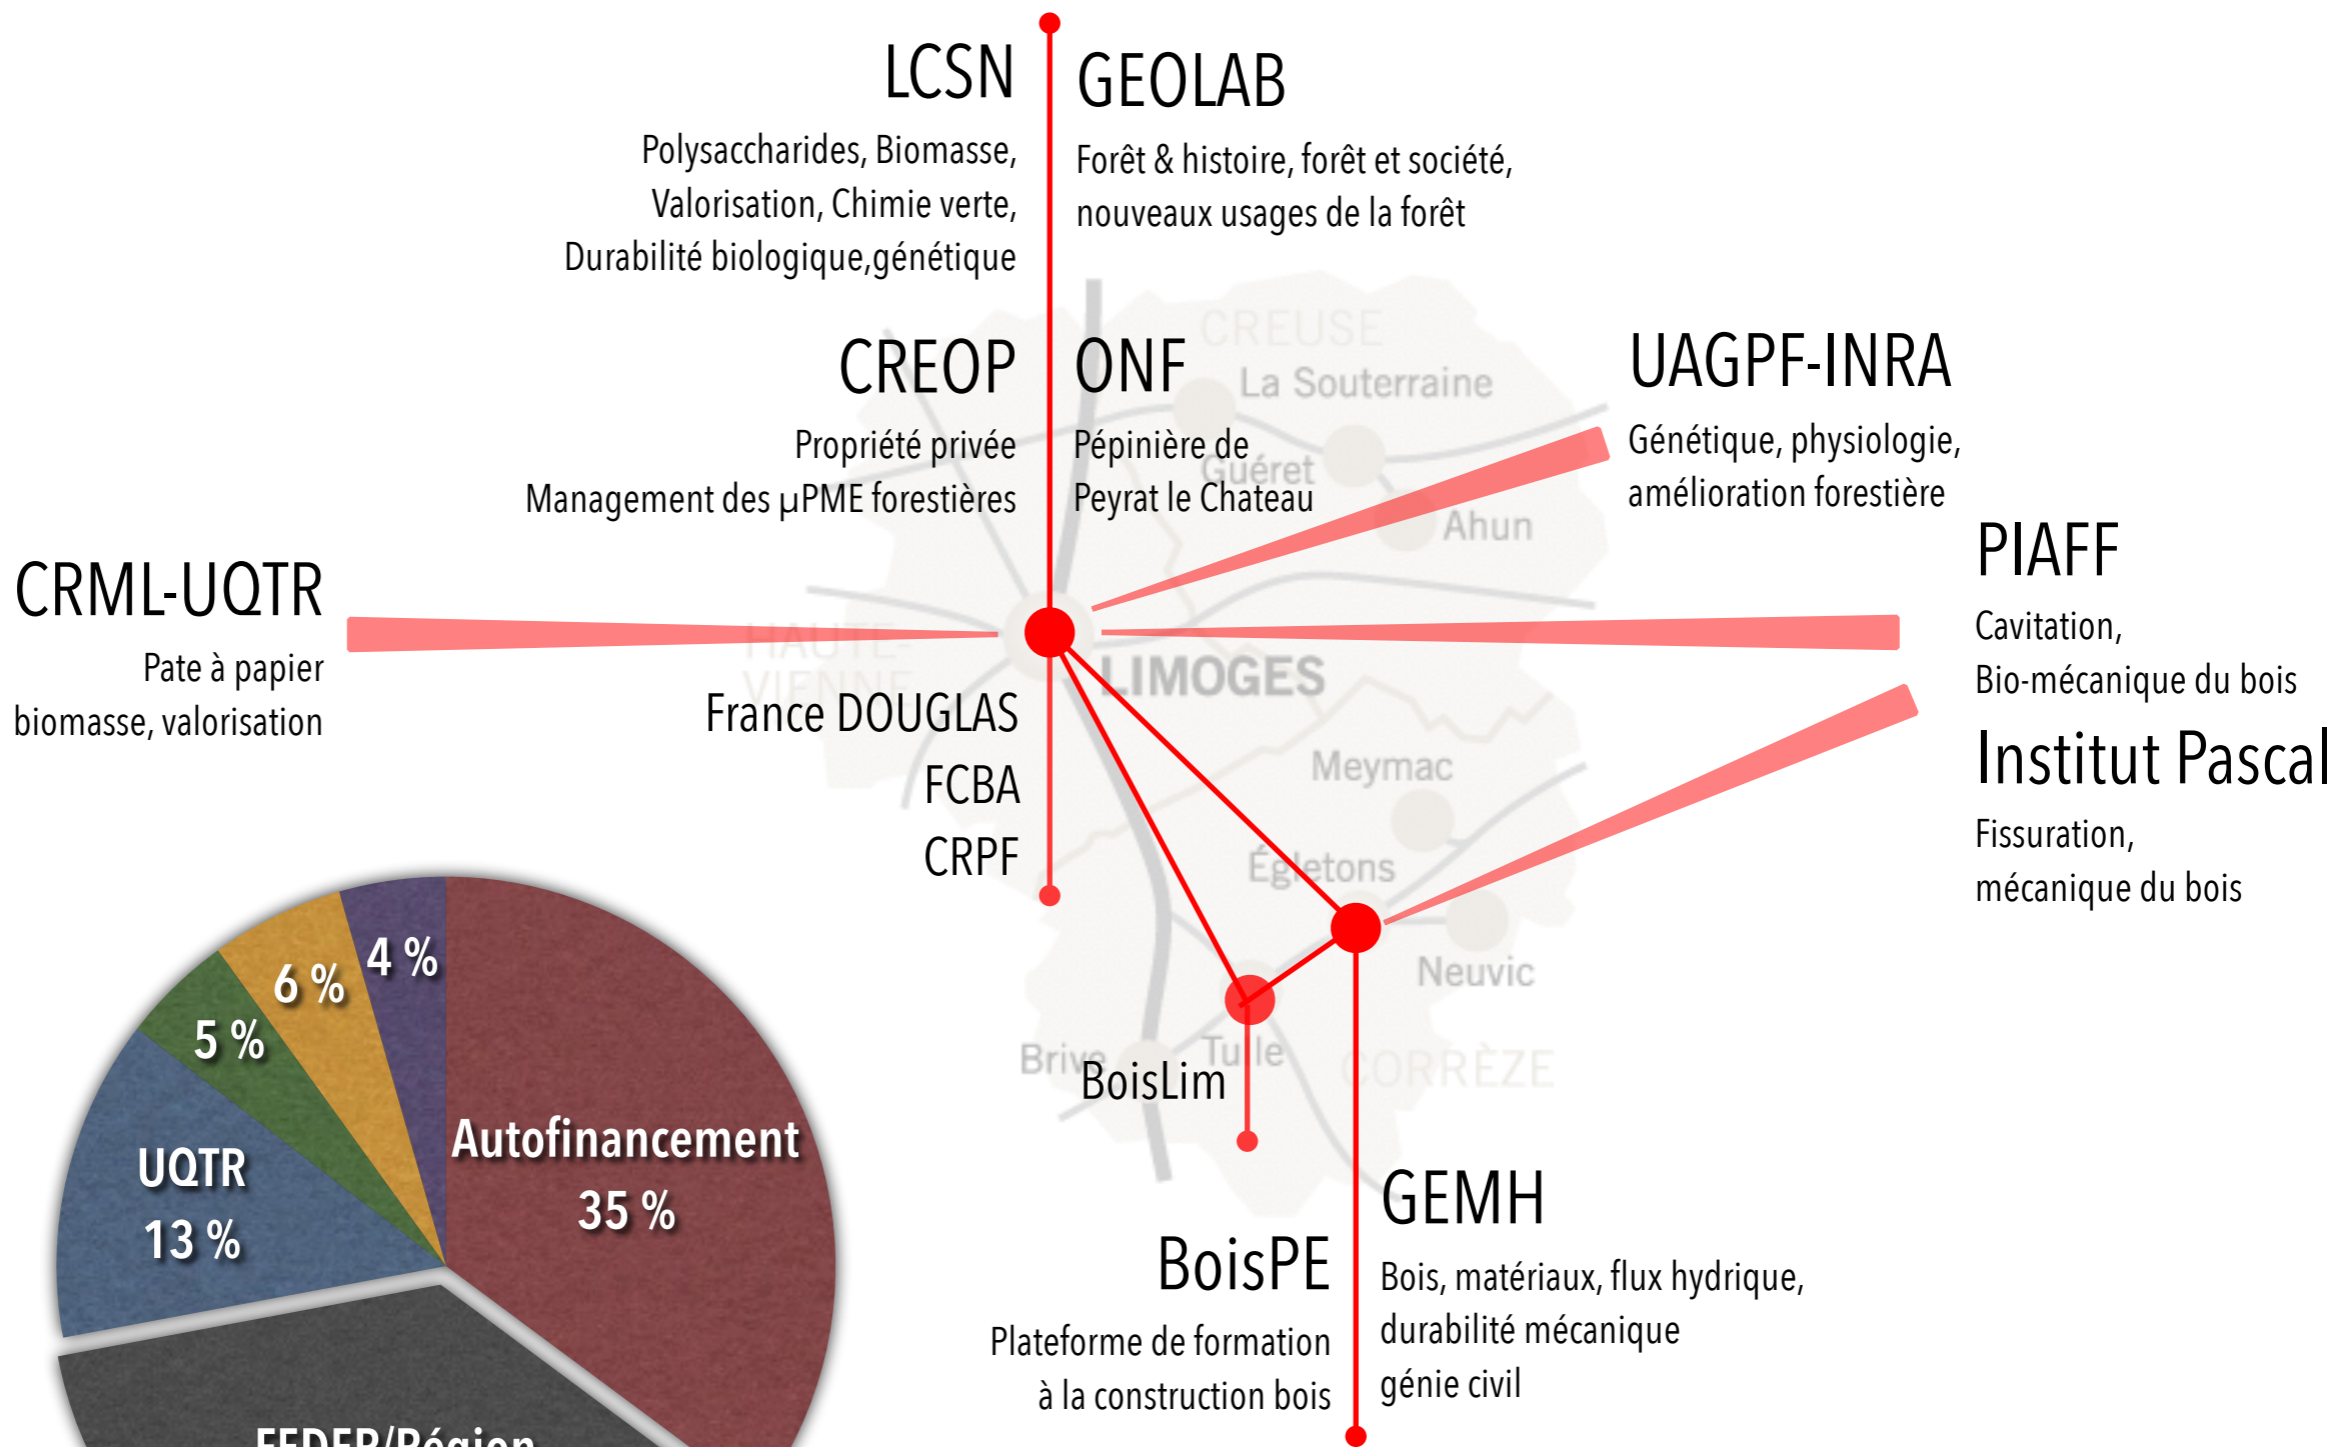 LCSN
Polysaccharides, Biomasse,
Valorisation, Chimie verte,
Durabilité biologique,génétique
GEOLAB
Forêt & histoire, forêt et société,
nouveaux usages de la forêt
CREOP
Propriété privée
Management des µPME forestières
ONF
Pépinière de
Peyrat le Chateau
CREUSE
La Souterraine
Guéret
Ahun
UAGPF-INRA
Génétique, physiologie,
amélioration forestière
CRML-UQTR
Pate à papier
biomasse, valorisation
HAUTE-
VIENNE
LIMOGES
PIAFF
Cavitation,
Bio-mécanique du bois
Institut Pascal
Fissuration,
mécanique du bois
France DOUGLAS
FCBA
CRPF
Meymac
Égletons
Neuvic
Tulle
Brive
CORRÈZE
BoisLim
BoisPE
Plateforme de formation
à la construction bois
GEMH
Bois, matériaux, flux hydrique,
durabilité mécanique
génie civil
4 %
6 %
5 %
UQTR
13 %
Autofinancement
35 %
FEDER/Région